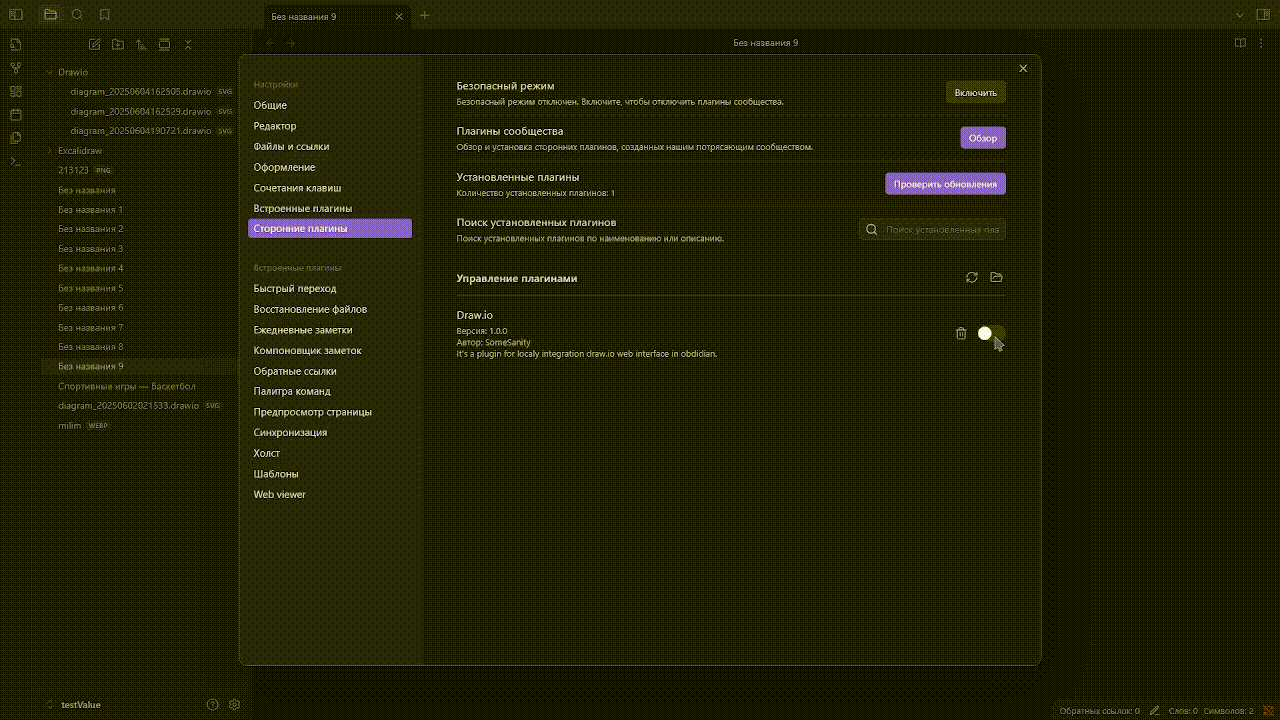 Без названия 9
Без названия 9
Drawio
diagram_20250604162505.drawio SVG
diagram_20250604162529.drawio SVG
diagram_20250604190721.drawio SVG
Excalidraw
213123 PNG
Без названия
Без названия 1
Без названия 2
Без названия 3
Без названия 4
Без названия 5
Без названия 6
Без названия 7
Без названия 8
Без названия 9
Спортивные игры — Баскетбол
diagram_20250602021533.drawio SVG
milim WEBP
testValue
Настройки
Общие
Редактор
Файлы и ссылки
Оформление
Сочетания клавиш
Встроенные плагины
Сторонние плагины
Встроенные плагины
Быстрый переход
Восстановление файлов
Ежедневные заметки
Компоновщик заметок
Обратные ссылки
Палитра команд
Предпросмотр страницы
Синхронизация
Холст
Шаблоны
Web viewer
Безопасный режим
Безопасный режим отключен. Включите, чтобы отключить плагины сообщества.
Включить
Плагины сообщества
Обзор и установка сторонних плагинов, созданных нашим потрясающим сообществом.
Обзор
Установленные плагины
Количество установленных плагинов: 1
Проверить обновления
Поиск установленных плагинов
Поиск установленных плагинов по наименованию или описанию.
Поиск установленных пла
Управление плагинами
Draw.io
Версия: 1.0.0
Автор: SomeSanity
It's a plugin for localy integration draw.io web interface in obdidian.
Обратных ссылок: 0 Слов: 0 Символов: 2